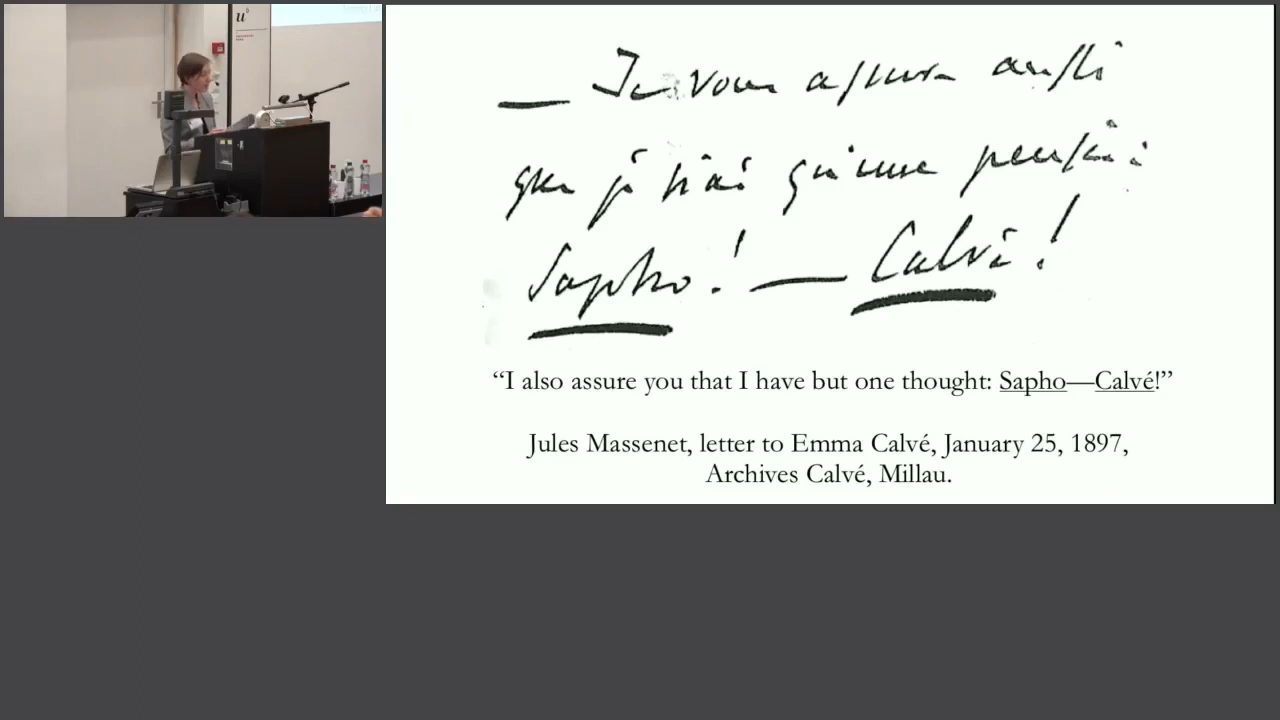 u^b
— Je vous assure aussi
que je n'ai qu'une pensée :
Sapho! — Calvé!
“I also assure you that I have but one thought: Sapho—Calvé!”
Jules Massenet, letter to Emma Calvé, January 25, 1897,
Archives Calvé, Millau.